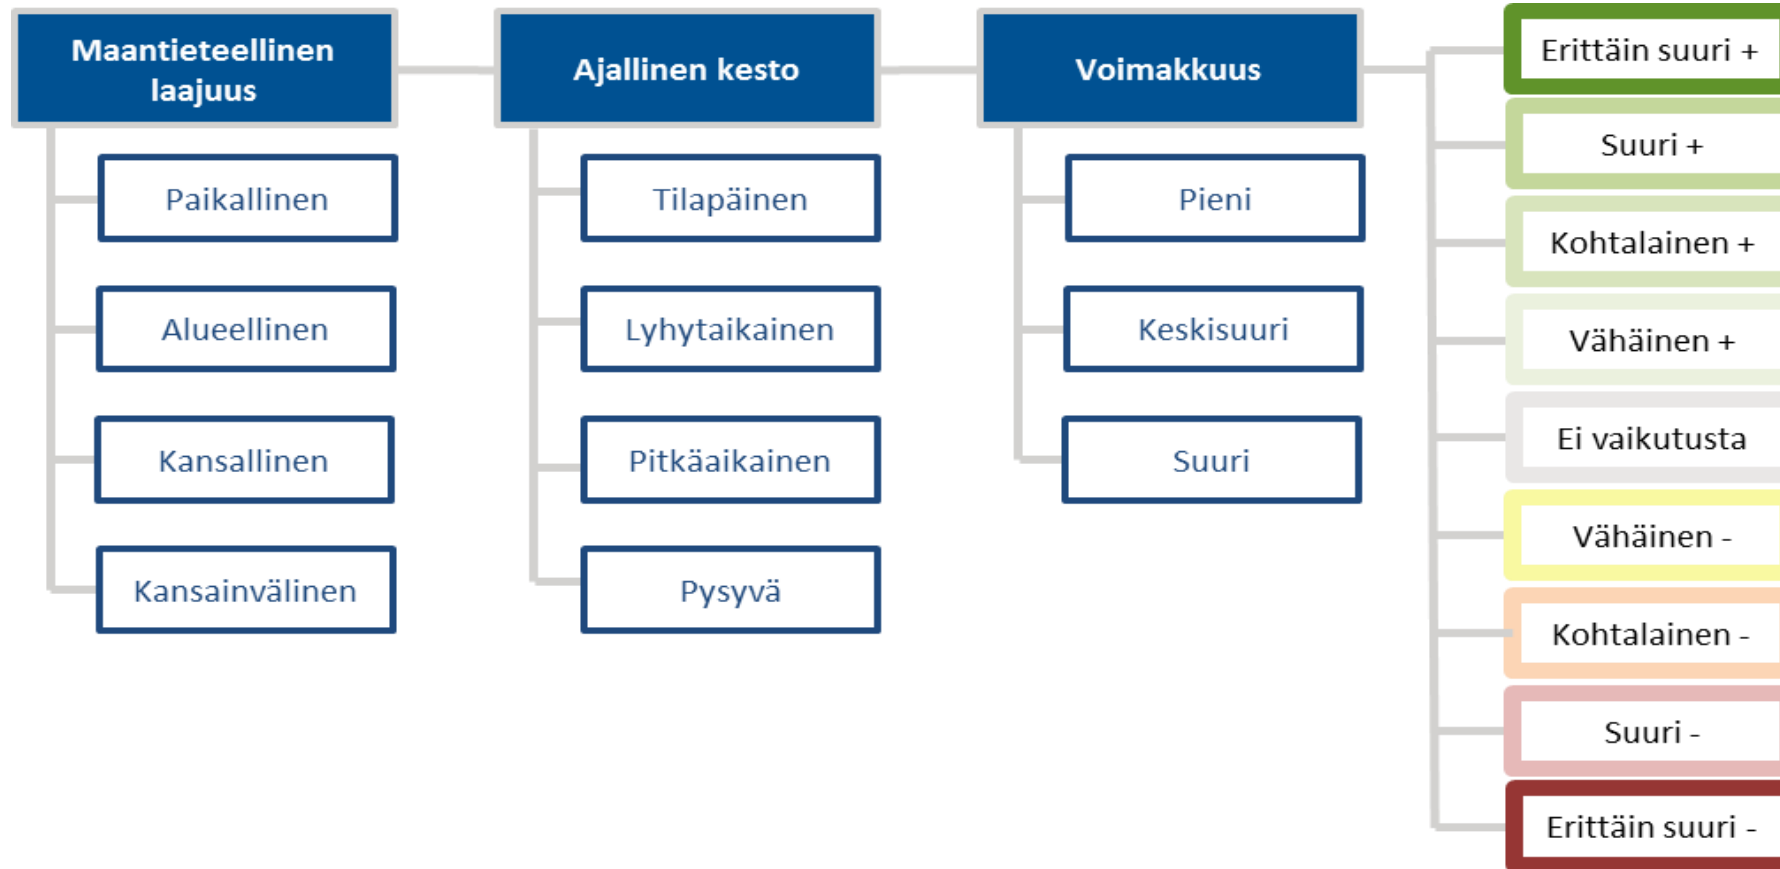 Maantieteellinen
laajuus
Paikallinen
Alueellinen
Kansallinen
Kansainvälinen
Ajallinen kesto
Tilapäinen
Lyhytaikainen
Pitkäaikainen
Pysyvä
Voimakkuus
Pieni
Keskisuuri
Suuri
Erittäin suuri +
Suuri +
Kohtalainen +
Vähäinen +
Ei vaikutusta
Vähäinen -
Kohtalainen -
Suuri -
Erittäin suuri -